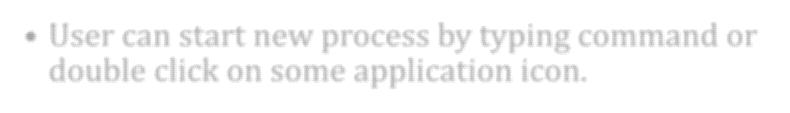 • User can start new process by typing command or
double click on some application icon.